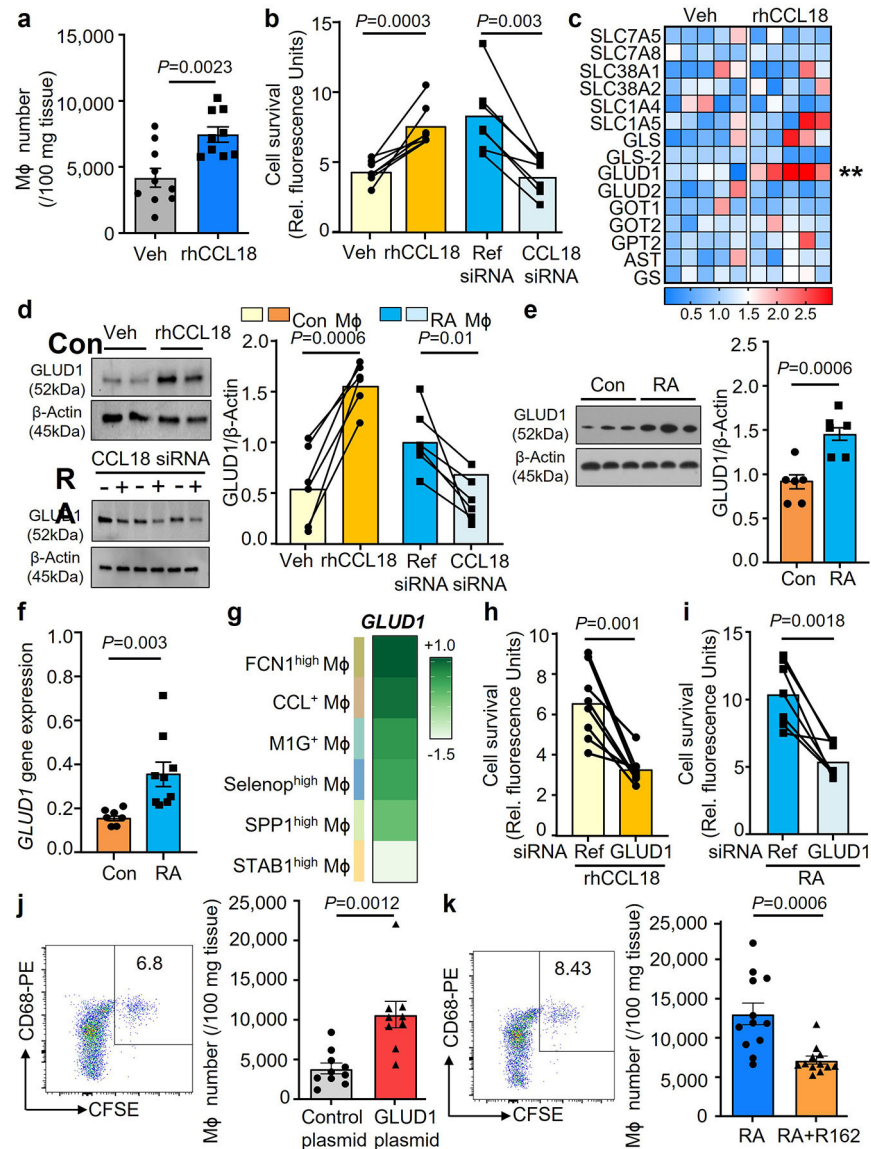 a
15,000
10,000
5,000
0
Mϕ number
(/100 mg tissue)
P=0.0023
Veh rhCCL18
b
15
10
5
0
Cell survival
(Rel. fluorescence Units)
P=0.0003 P=0.003
Veh rhCCL18 Ref siRNA CCL18 siRNA
c
Veh rhCCL18
SLC7A5
SLC7A8
SLC38A1
SLC38A2
SLC1A4
SLC1A5
GLS
GLS-2
GLUD1 **
GLUD2
GOT1
GOT2
GPT2
AST
GS
0.5 1.5 2.0 2.5
d
Con
Veh rhCCL18
GLUD1
(52kDa)
β-Actin
(45kDa)
CCL18 siRNA
R
A
- + - + - +
GLUD1
(52kDa)
β-Actin
(45kDa)
Con Mϕ RA Mϕ
P=0.0006 P=0.01
GLUD1/β-Actin
2.0
1.5
1.0
0.5
0.0
Veh rhCCL18 Ref siRNA CCL18 siRNA
e
Con RA
GLUD1
(52kDa)
β-Actin
(45kDa)
GLUD1/β-Actin
2.5
2.0
1.5
1.0
0.5
0.0
P=0.0006
Con RA
f
GLUD1 gene expression
1.0
0.8
0.6
0.4
0.2
0.0
P=0.003
Con RA
g
GLUD1
FCN1high Mϕ
CCL+ Mϕ
M1G+ Mϕ
Selenophigh Mϕ
SPP1high Mϕ
STAB1high Mϕ
+1.0
-1.5
h
Cell survival
(Rel. fluorescence Units)
10
8
6
4
2
0
P=0.001
siRNA Ref GLUD1
rhCCL18
i
Cell survival
(Rel. fluorescence Units)
15
10
5
0
P=0.0018
siRNA Ref GLUD1
RA
j
CD68-PE
CFSE
6.8
Mϕ number (/100 mg tissue)
25,000
20,000
15,000
10,000
5,000
0
P=0.0012
Control plasmid
GLUD1 plasmid
k
CD68-PE
CFSE
8.43
Mϕ number (/100 mg tissue)
25,000
20,000
15,000
10,000
5,000
0
P=0.0006
RA RA+R162